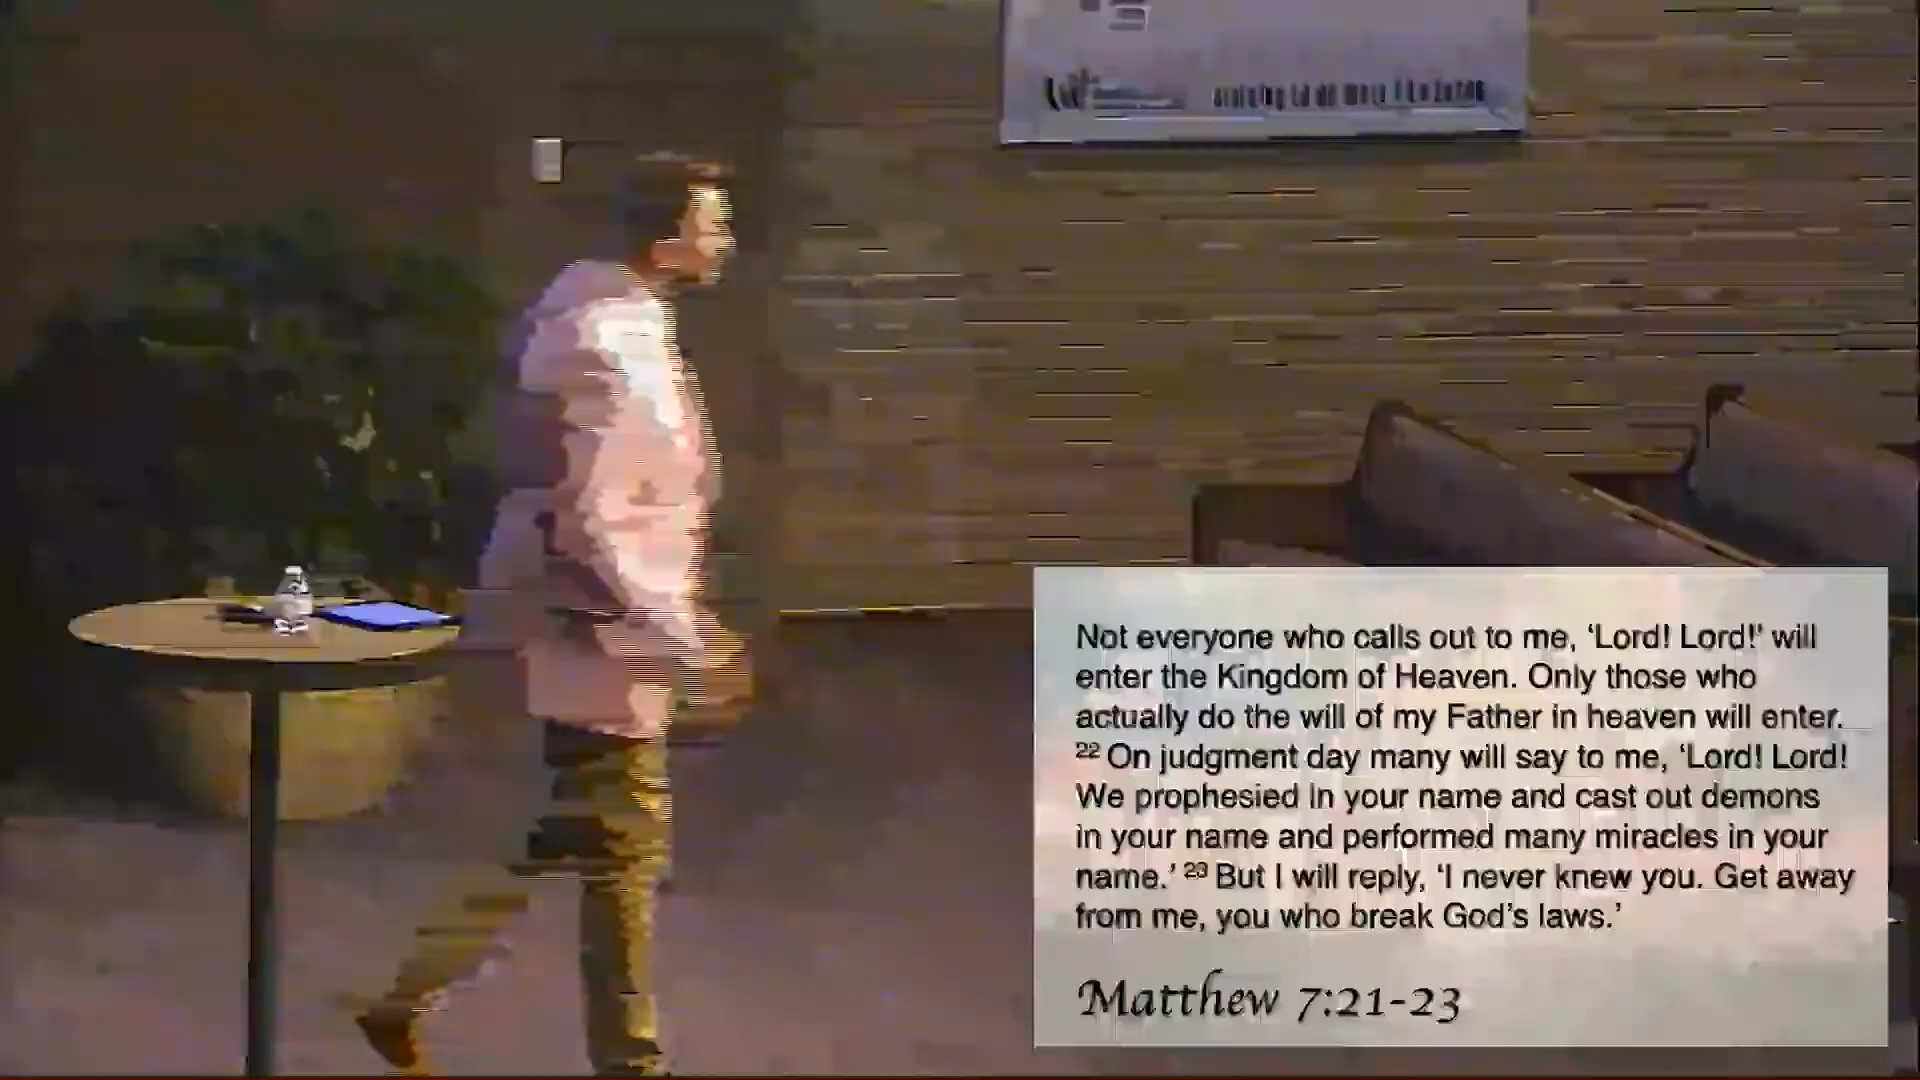 Not everyone who calls out to me, ‘Lord! Lord!’ will
enter the Kingdom of Heaven. Only those who
actually do the will of my Father in heaven will enter.
22 On judgment day many will say to me, ‘Lord! Lord!
We prophesied in your name and cast out demons
in your name and performed many miracles in your
name.’ 23 But I will reply, ‘I never knew you. Get away
from me, you who break God’s laws.’
Matthew 7:21-23